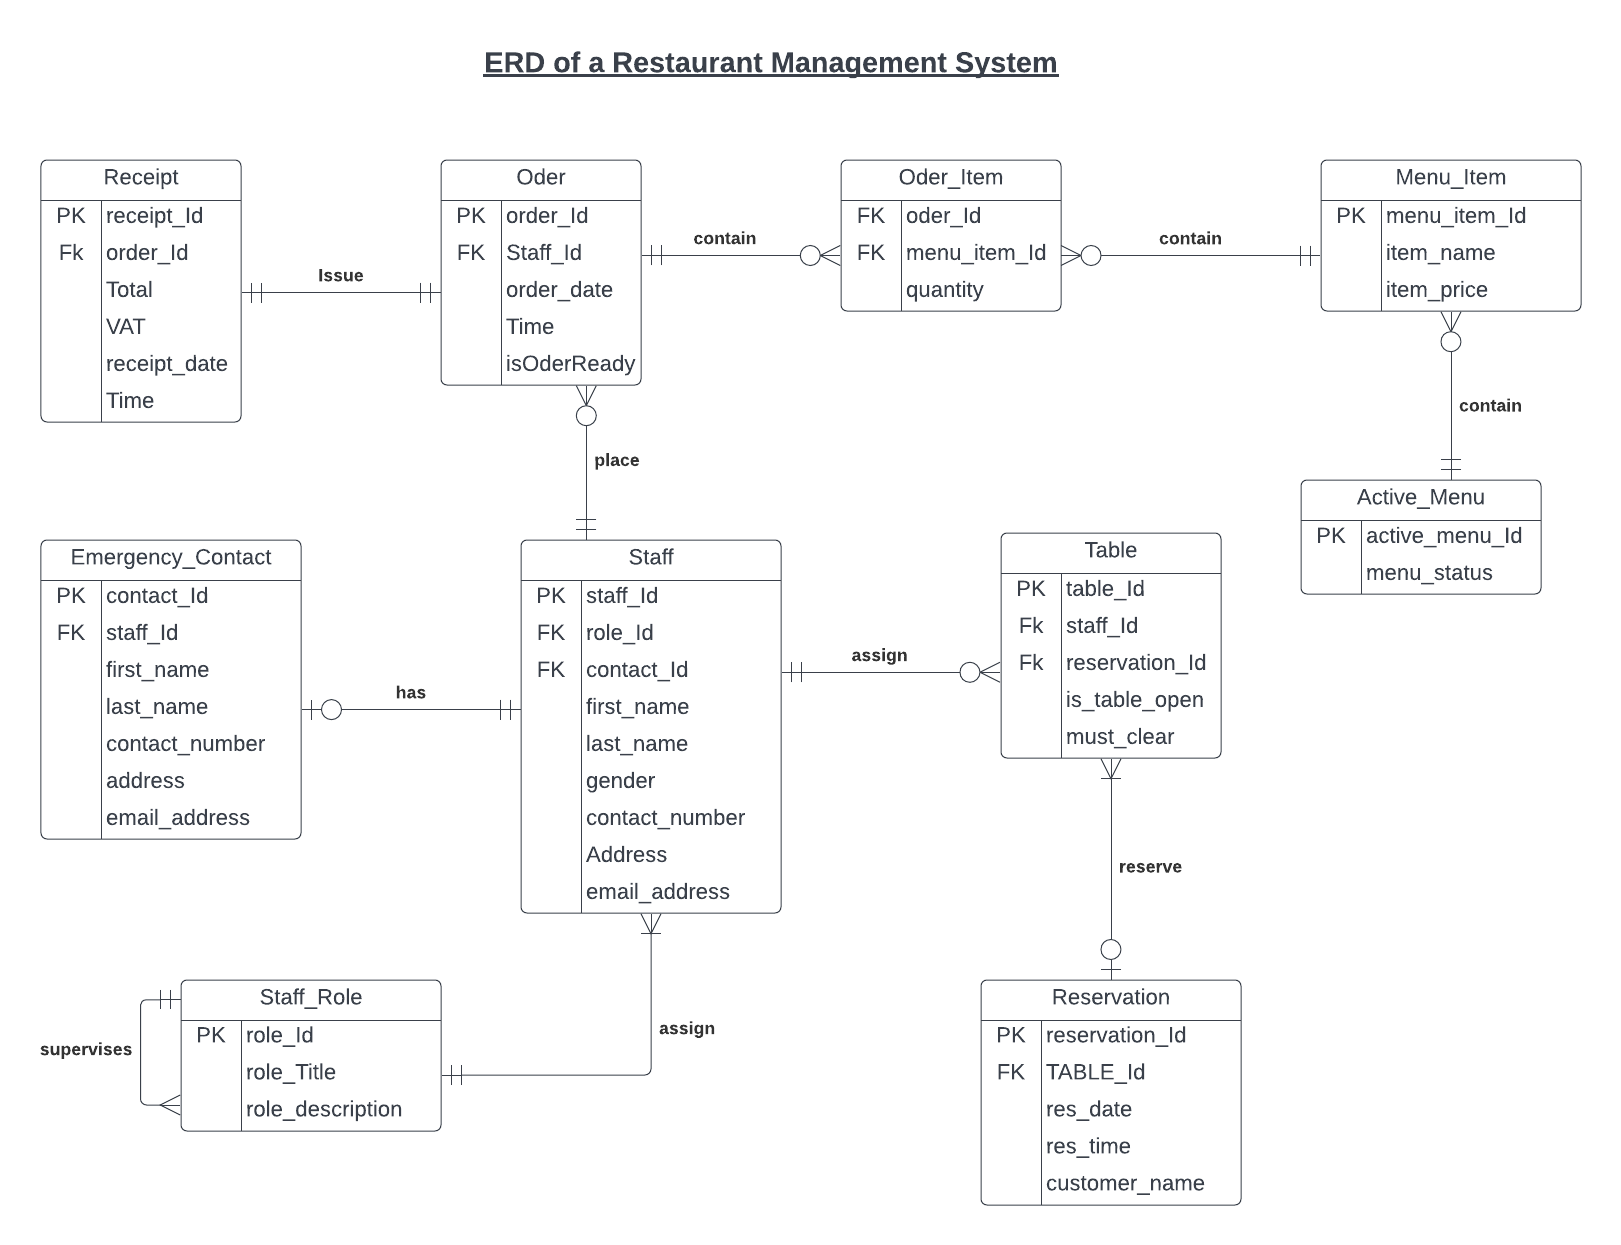 ERD of a Restaurant Management System
Receipt
PK receipt_Id
Fk order_Id
Total
VAT
receipt_date
Time
Issue
Oder
PK order_Id
FK Staff_Id
order_date
Time
isOderReady
contain
Oder_Item
FK oder_Id
FK menu_item_Id
quantity
contain
Menu_Item
PK menu_item_Id
item_name
item_price
contain
Active_Menu
PK active_menu_Id
menu_status
place
Emergency_Contact
PK contact_Id
FK staff_Id
first_name
last_name
contact_number
address
email_address
has
Staff
PK staff_Id
FK role_Id
FK contact_Id
first_name
last_name
gender
contact_number
Address
email_address
assign
Table
PK table_Id
Fk staff_Id
Fk reservation_Id
is_table_open
must_clear
reserve
supervises
Staff_Role
PK role_Id
role_Title
role_description
assign
Reservation
PK reservation_Id
FK TABLE_Id
res_date
res_time
customer_name